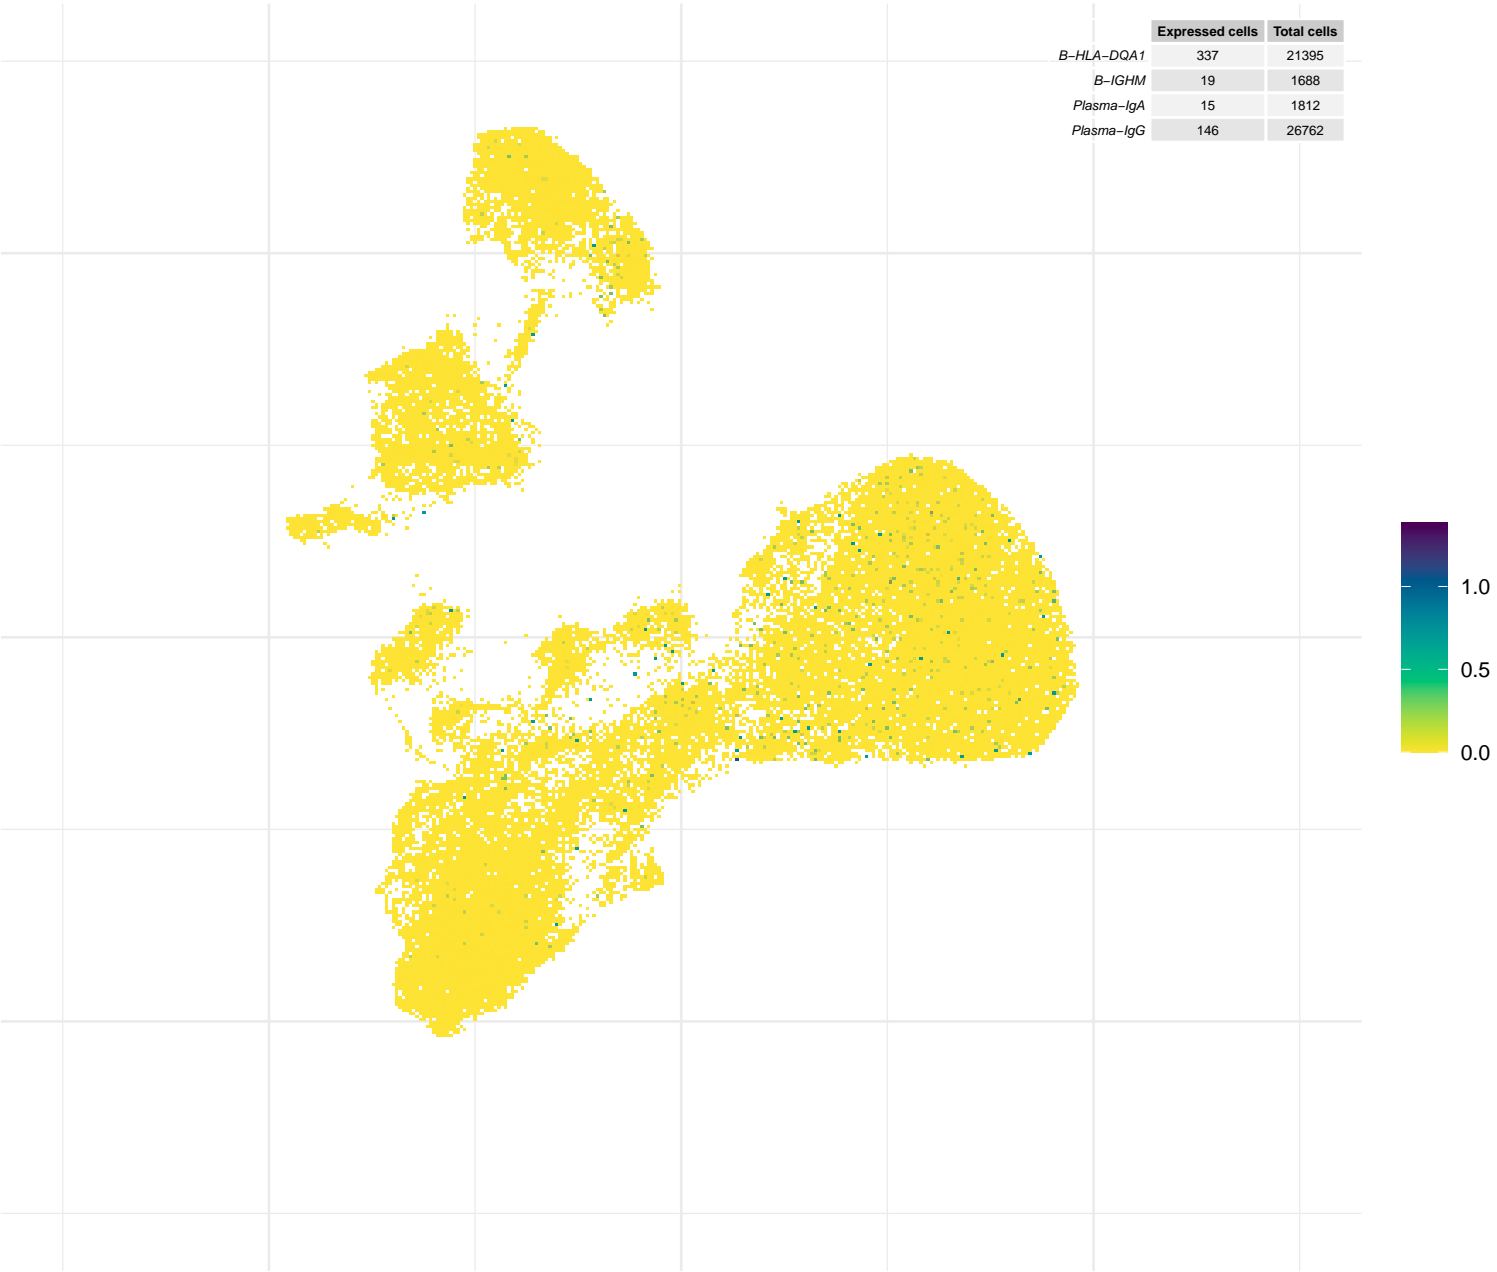 Expressed cells Total cells
B−HLA−DQA1 337 21395
B−IGHM 19 1688
Plasma−IgA 15 1812
Plasma−IgG 146 26762
1.0
0.5
0.0